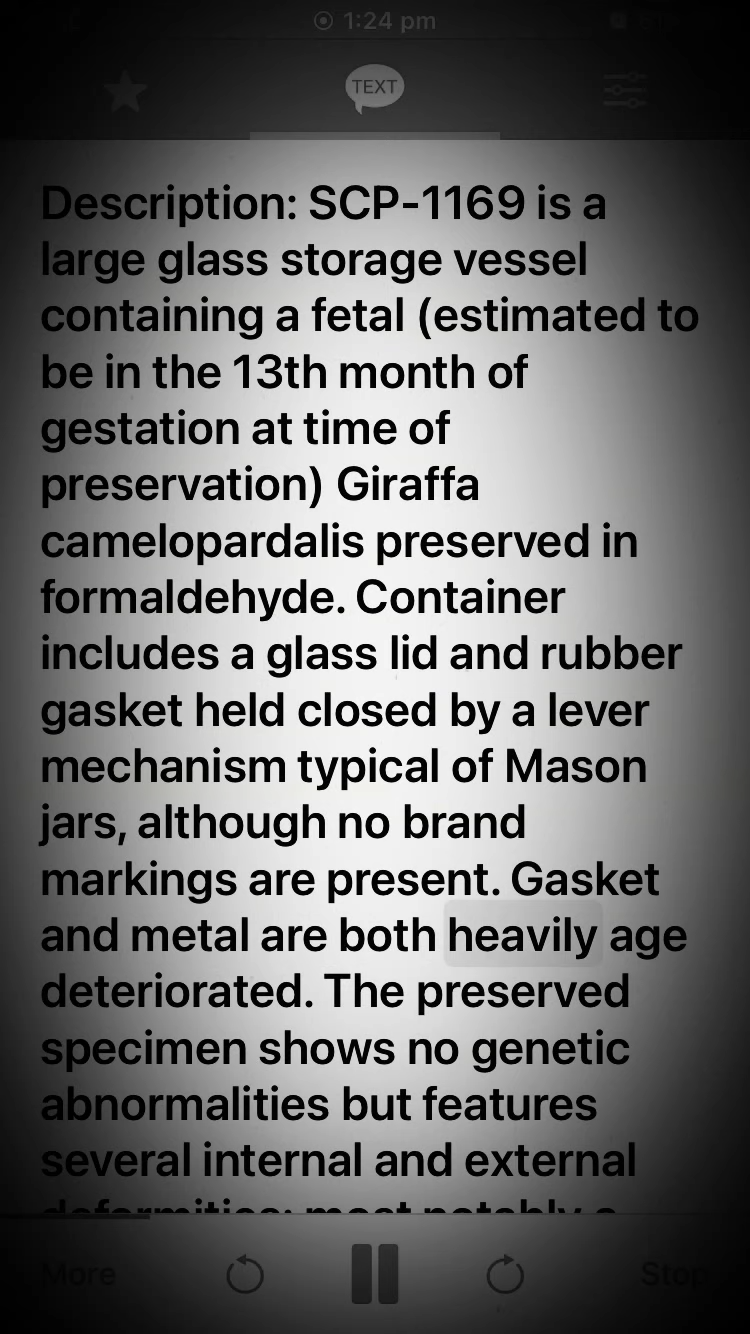 1:24 pm
TEXT
Description: SCP-1169 is a
large glass storage vessel
containing a fetal (estimated to
be in the 13th month of
gestation at time of
preservation) Giraffa
camelopardalis preserved in
formaldehyde. Container
includes a glass lid and rubber
gasket held closed by a lever
mechanism typical of Mason
jars, although no brand
markings are present. Gasket
and metal are both heavily age
deteriorated. The preserved
specimen shows no genetic
abnormalities but features
several internal and external
deformities; most notably a
More
Stop